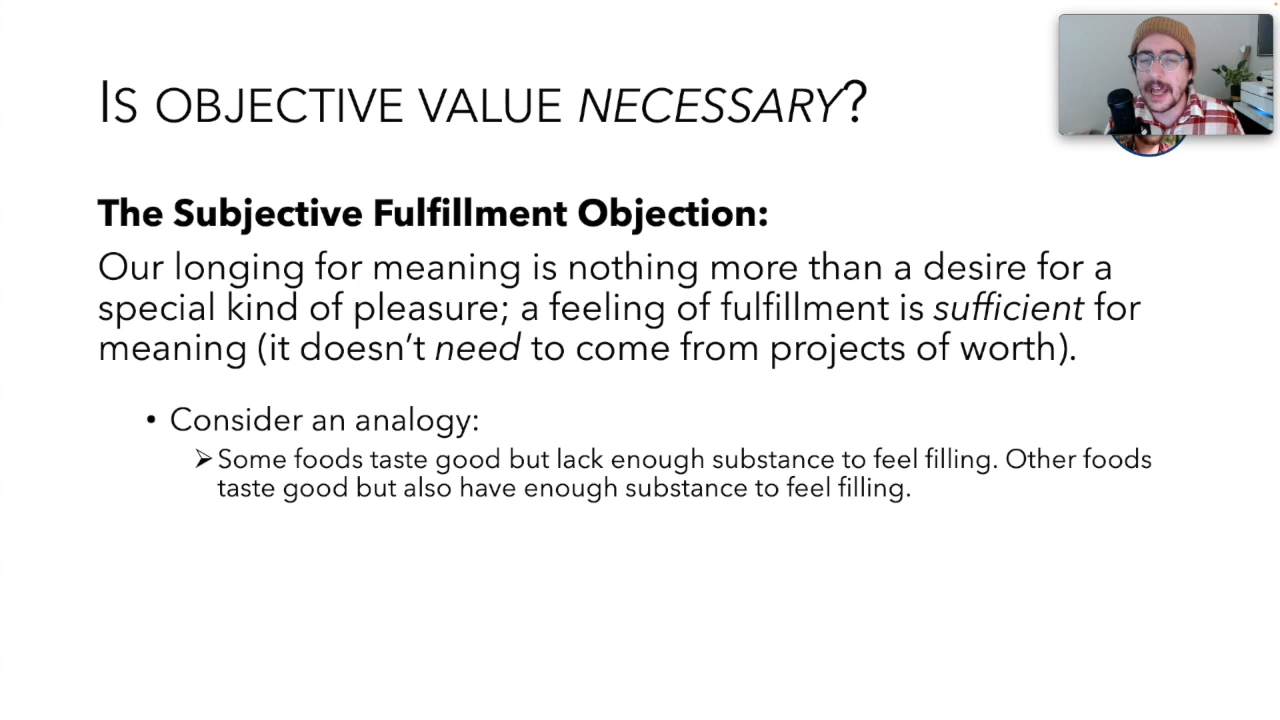 IS OBJECTIVE VALUE NECESSARY?
The Subjective Fulfillment Objection:
Our longing for meaning is nothing more than a desire for a
special kind of pleasure; a feeling of fulfillment is sufficient for
meaning (it doesn't need to come from projects of worth).
• Consider an analogy:
➢ Some foods taste good but lack enough substance to feel filling. Other foods
taste good but also have enough substance to feel filling.